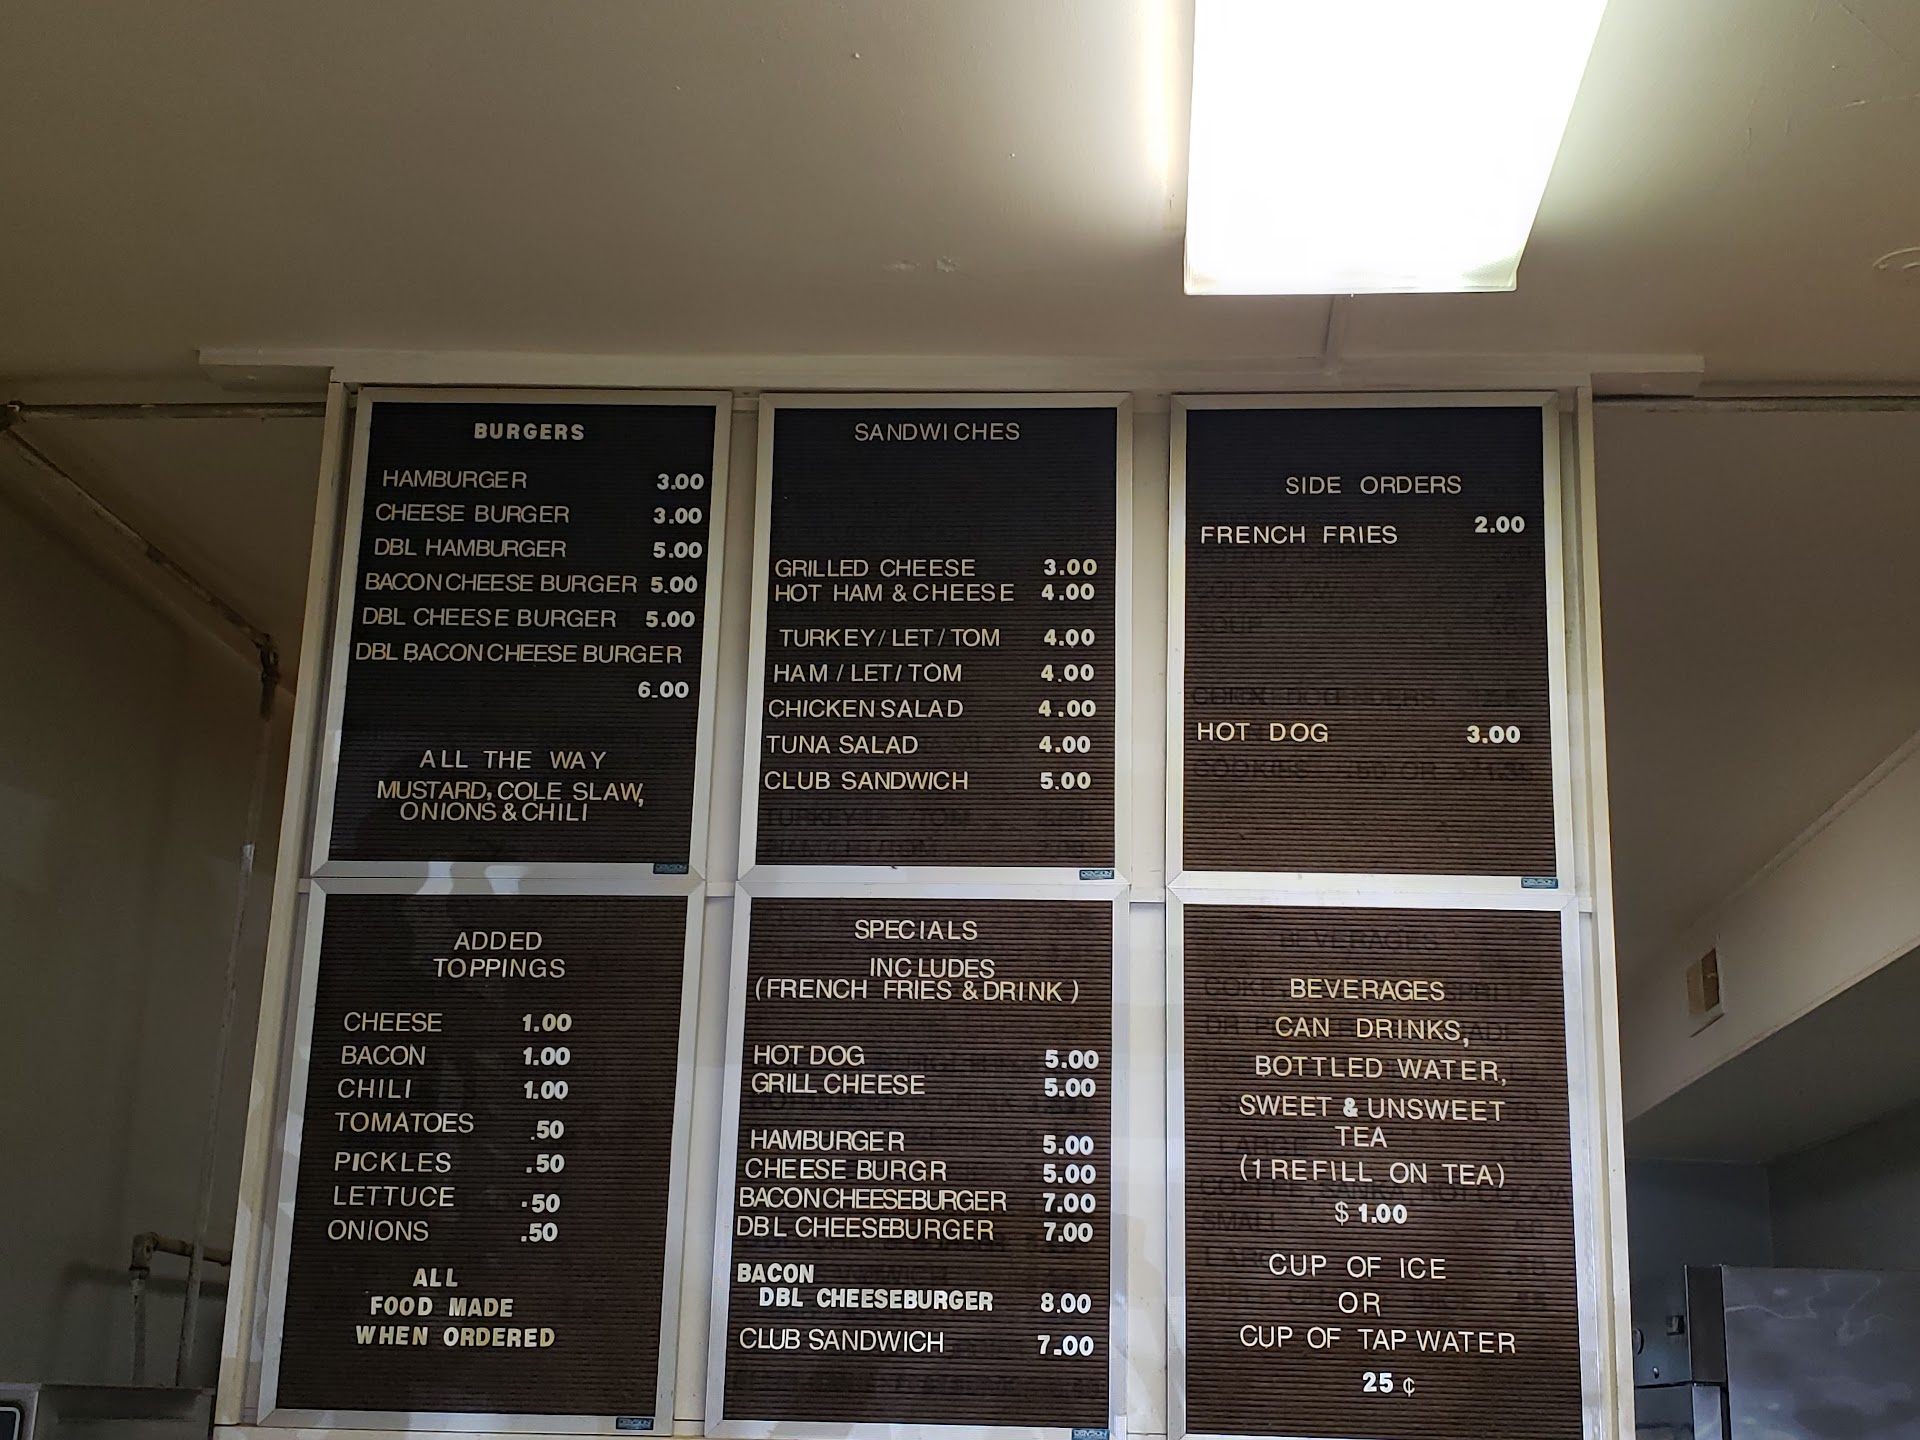 BURGERS
HAMBURGER 3.00
CHEESE BURGER 3.00
DBL HAMBURGER 5.00
BACON CHEESE BURGER 5.00
DBL CHEESE BURGER 5.00
DBL BACON CHEESE BURGER
6.00
ALL THE WAY
MUSTARD, COLE SLAW,
ONIONS & CHILI
SANDWICHES
GRILLED CHEESE 3.00
HOT HAM & CHEESE 4.00
TURKEY / LET / TOM 4.00
HAM / LET / TOM 4.00
CHICKEN SALAD 4.00
TUNA SALAD 4.00
CLUB SANDWICH 5.00
SIDE ORDERS
FRENCH FRIES 2.00
HOT DOG 3.00
ADDED
TOPPINGS
CHEESE 1.00
BACON 1.00
CHILI 1.00
TOMATOES .50
PICKLES .50
LETTUCE .50
ONIONS .50
ALL
FOOD MADE
WHEN ORDERED
SPECIALS
INCLUDES
(FRENCH FRIES & DRINK)
HOT DOG 5.00
GRILL CHEESE 5.00
HAMBURGER 5.00
CHEESE BURGR 5.00
BACON CHEESEBURGER 7.00
DBL CHEESEBURGER 7.00
BACON
DBL CHEESEBURGER 8.00
CLUB SANDWICH 7.00
BEVERAGES
CAN DRINKS,
BOTTLED WATER,
SWEET & UNSWEET
TEA
(1 REFILL ON TEA)
$1.00
CUP OF ICE
OR
CUP OF TAP WATER
25 ¢